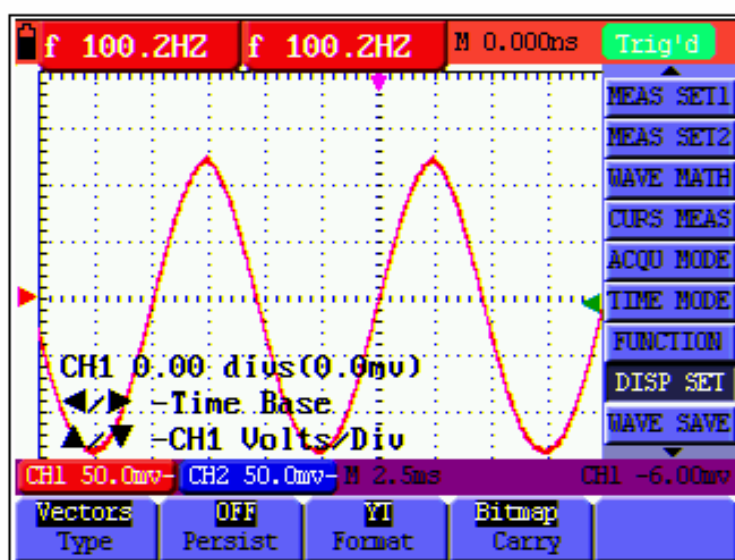 f 100.2HZ f 100.2HZ M 0.000ns Trig'd
MEAS SET1
MEAS SET2
WAVE MATH
CURS MEAS
ACQU MODE
TIME MODE
FUNCTION
DISP SET
WAVE SAVE
CH1 0.00 divs(0.0mv)
◀/▶ -Time Base
▲/▼ -CH1 Volts/Div
CH1 50.0mv- CH2 50.0mv- M 2.5ms CH1 -6.00mv
Vectors OFF YT Bitmap
Type Persist Format Carry